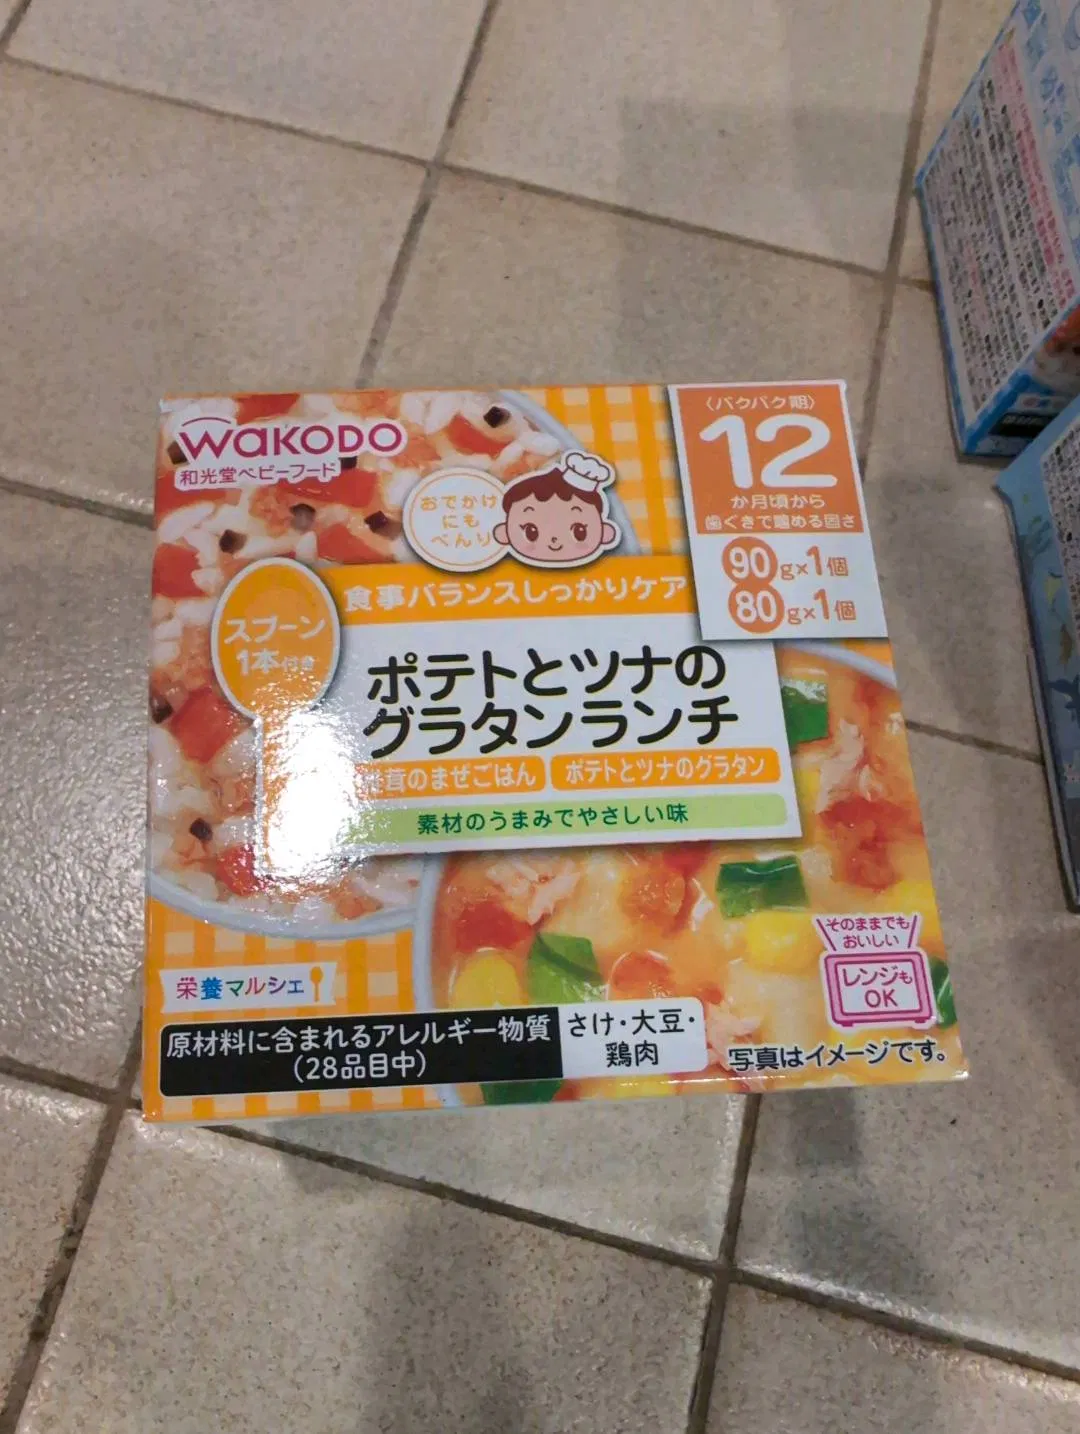 WaKODO
和光堂ベビーフード
おでかけ
にも
べんり
〈パクパク期〉
12
か月頃から
歯ぐきで噛める固さ
90g×1個
80g×1個
食事バランスしっかりケア
スプーン
1本付き
ポテトとツナの
グラタンランチ
茸のまぜごはん
ポテトとツナのグラタン
素材のうまみでやさしい味
そのままでも
おいしい
レンジも
OK
栄養マルシェ
原材料に含まれるアレルギー物質
(28品目中)
さけ・大豆・
鶏肉
写真はイメージです。